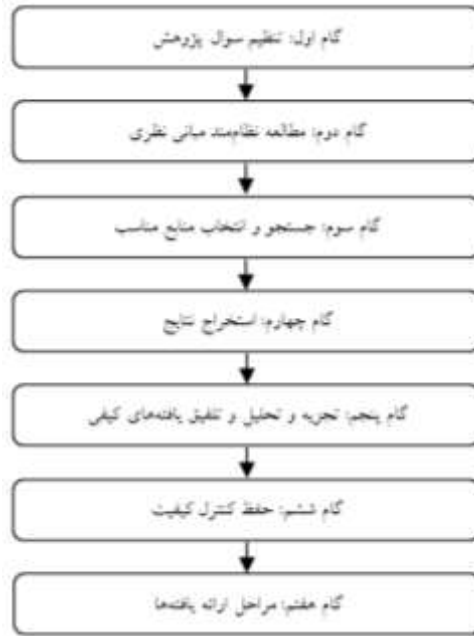 گام اول: تنظیم سوال پژوهش
گام دوم: مطالعه نظام‌مند مبانی نظری
گام سوم: جستجو و انتخاب منابع مناسب
گام چهارم: استخراج نتایج
گام پنجم: تجزیه و تحلیل و تلفیق یافته‌های کیفی
گام ششم: حفظ کنترل کیفیت
گام هفتم: مراحل ارائه یافته‌ها